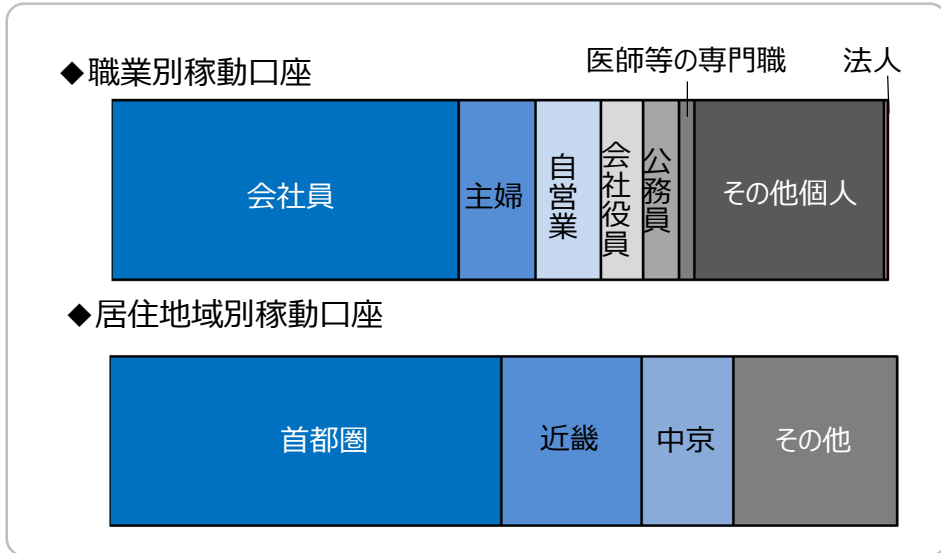 ◆職業別稼動口座
医師等の専門職
法人
会社員
主婦
自営業
会社役員
公務員
その他個人
◆居住地域別稼動口座
首都圏
近畿
中京
その他